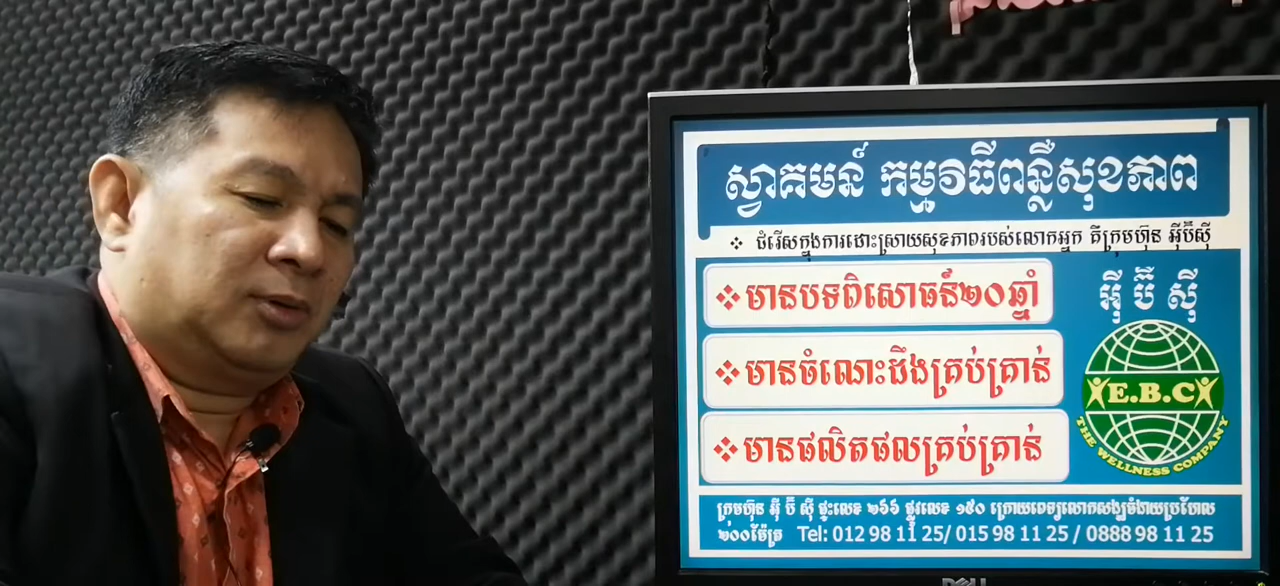 ស្វាគមន៍ កម្មវិធីពន្លឺសុខភាព
❖ ជំរើសក្នុងការដោះស្រាយសុខភាពរបស់លោកអ្នក គឺក្រុមហ៊ុន អ៊ីប៊ីស៊ី
❖មានបទពិសោធន៍២០ឆ្នាំ
❖មានចំណេះដឹងគ្រប់គ្រាន់
❖មានផលិតផលគ្រប់គ្រាន់
អ៊ី ប៊ី ស៊ី
E.B.C
THE WELLNESS COMPANY
ក្រុមហ៊ុន អ៊ី ប៊ី ស៊ី ផ្ទះលេខ ២៦៦ ផ្លូវលេខ ១៥០ ក្រោយពេទ្យលោកសង្ឃចំងាយប្រហែល
២០០ម៉ែត្រ Tel: 012 98 11 25/ 015 98 11 25 / 0888 98 11 25